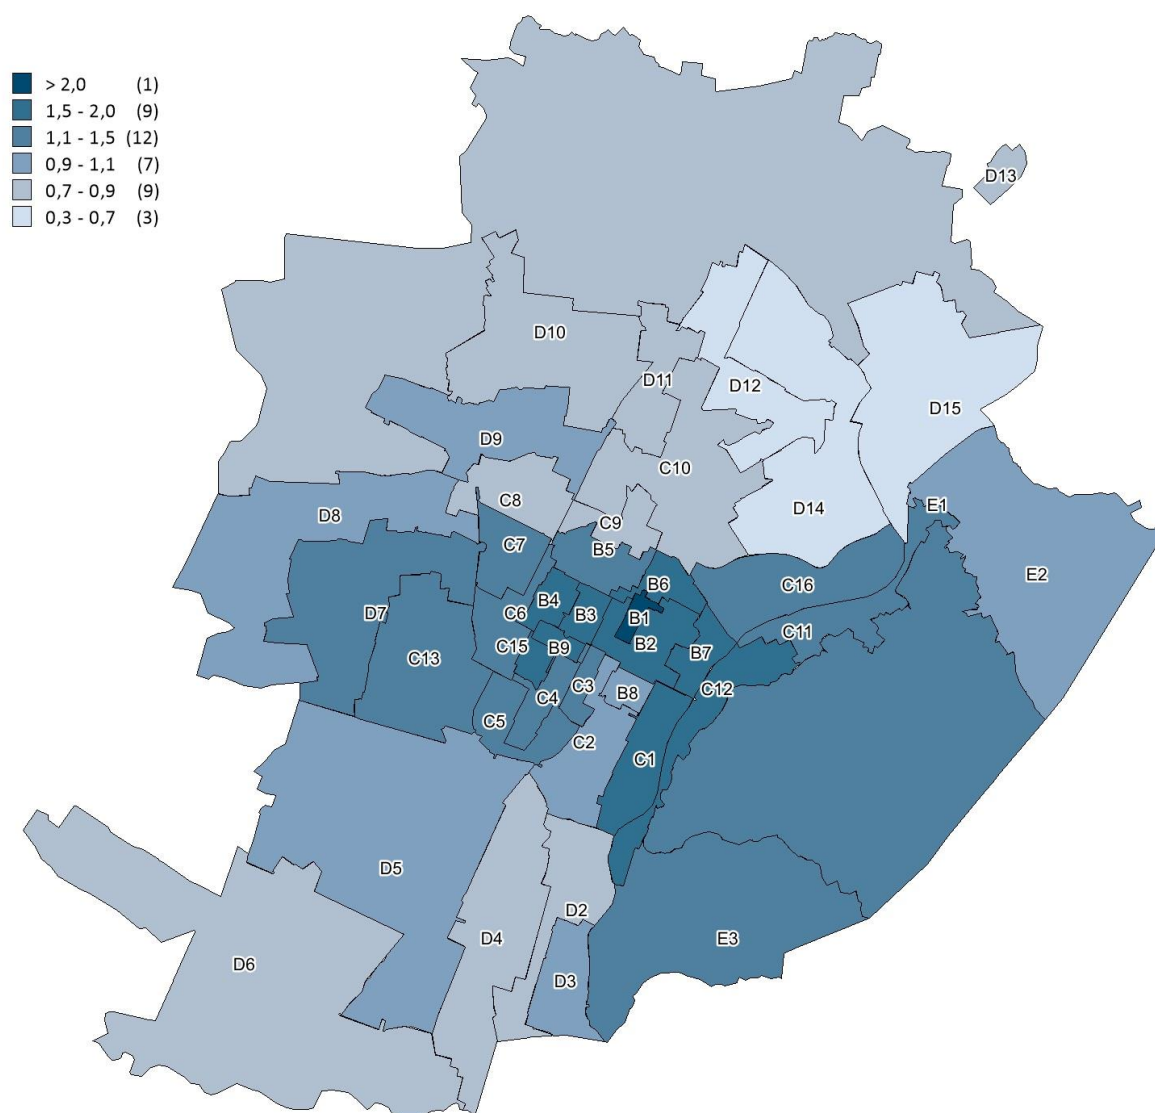 > 2,0 (1)
1,5 - 2,0 (9)
1,1 - 1,5 (12)
0,9 - 1,1 (7)
0,7 - 0,9 (9)
0,3 - 0,7 (3)
D13
D10
D11
D12
D15
D9
C10
C8
D8
C9
D14
E1
C7
B5
E2
B6
C16
B4
D7
C6
B3
B1
C11
C15
B9
B2
B7
C13
C3
C4
B8
C12
C5
C2
C1
D5
D2
D4
E3
D6
D3